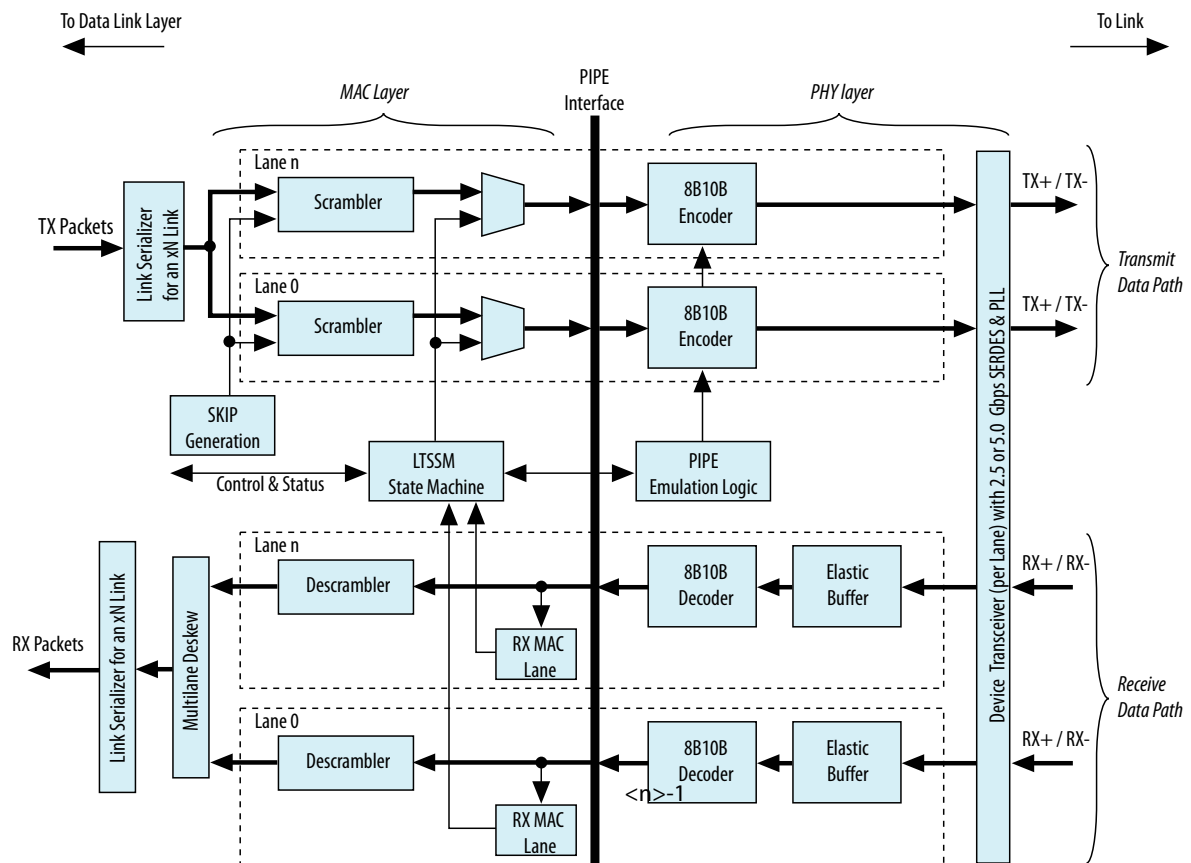 To Data Link Layer
To Link
MAC Layer
PIPE
Interface
PHY layer
Lane n
Scrambler
8B10B
Encoder
TX+ / TX-
TX Packets
Link Serializer
for an xN Link
Lane 0
Scrambler
8B10B
Encoder
TX+ / TX-
Transmit
Data Path
SKIP
Generation
Control & Status
LTSSM
State Machine
PIPE
Emulation Logic
Device Transceiver (per Lane) with 2.5 or 5.0 Gbps SERDES & PLL
Lane n
Descrambler
8B10B
Decoder
Elastic
Buffer
RX+ / RX-
RX MAC
Lane
RX Packets
Link Serializer for an xN Link
Multilane Deskew
Lane 0
Descrambler
8B10B
Decoder
Elastic
Buffer
RX+ / RX-
Receive
Data Path
<n>-1
RX MAC
Lane